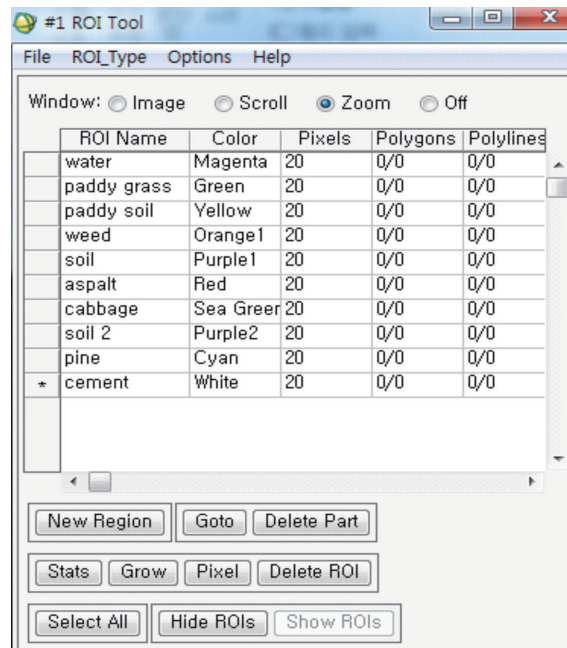 #1 ROI Tool
File ROI_Type Options Help
Window: Image Scroll Zoom Off
ROI Name Color Pixels Polygons Polylines
water Magenta 20 0/0 0/0
paddy grass Green 20 0/0 0/0
paddy soil Yellow 20 0/0 0/0
weed Orange1 20 0/0 0/0
soil Purple1 20 0/0 0/0
aspalt Red 20 0/0 0/0
cabbage Sea Green 20 0/0 0/0
soil 2 Purple2 20 0/0 0/0
pine Cyan 20 0/0 0/0
* cement White 20 0/0 0/0
New Region Goto Delete Part
Stats Grow Pixel Delete ROI
Select All Hide ROIs Show ROIs